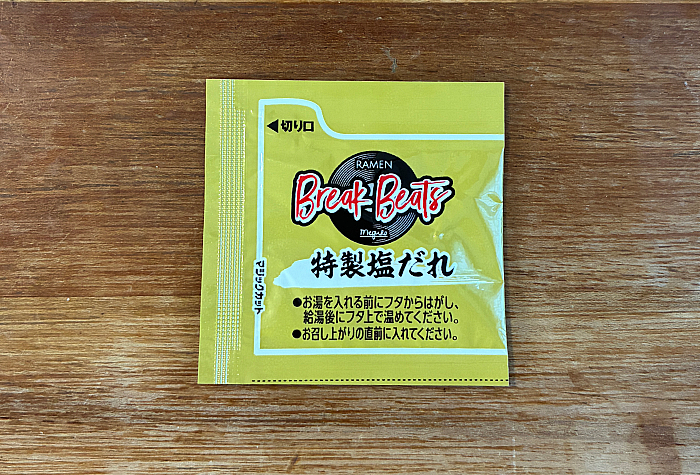 ◀切り口
RAMEN
Break Beats
Meguro
特製塩だれ
マジックカット
●お湯を入れる前にフタからはがし、
給湯後にフタ上で温めてください。
●お召し上がりの直前に入れてください。